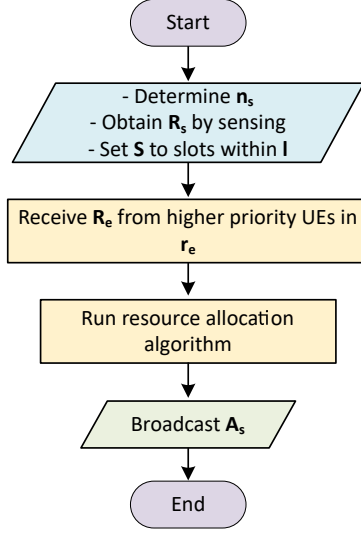 Start
- Determine nₛ
- Obtain Rₛ by sensing
- Set S to slots within I
Receive Rₑ from higher priority UEs in
rₑ
Run resource allocation
algorithm
Broadcast Aₛ
End